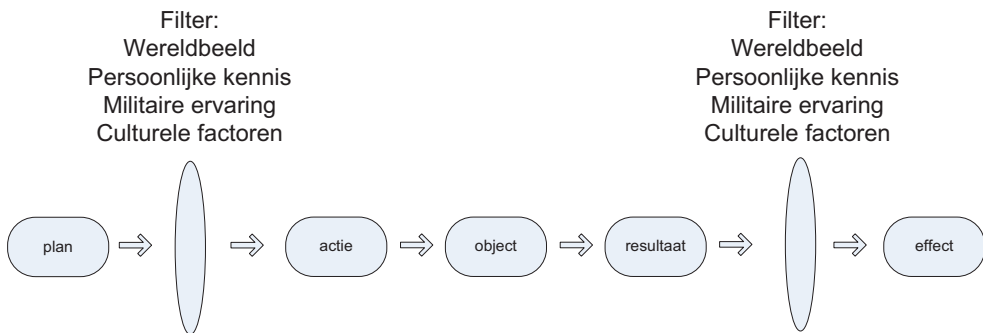 Filter:
Wereldbeeld
Persoonlijke kennis
Militaire ervaring
Culturele factoren
Filter:
Wereldbeeld
Persoonlijke kennis
Militaire ervaring
Culturele factoren
plan
actie
object
resultaat
effect